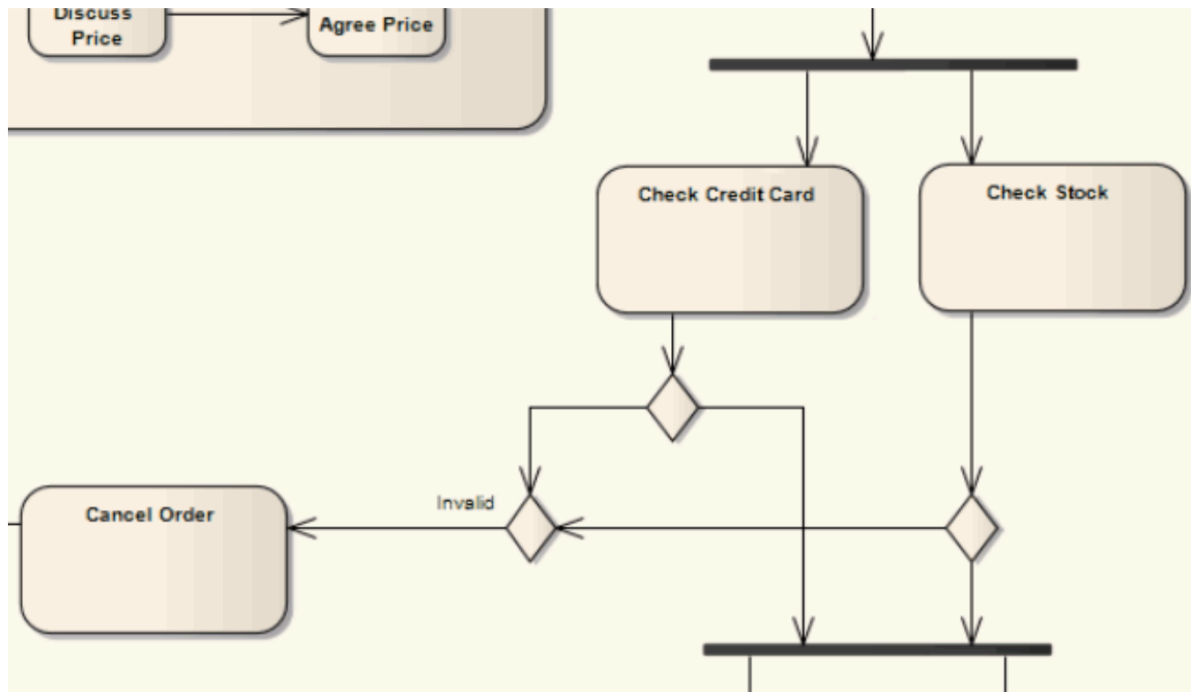 Discuss
Price
Agree Price
Check Credit Card
Check Stock
Invalid
Cancel Order